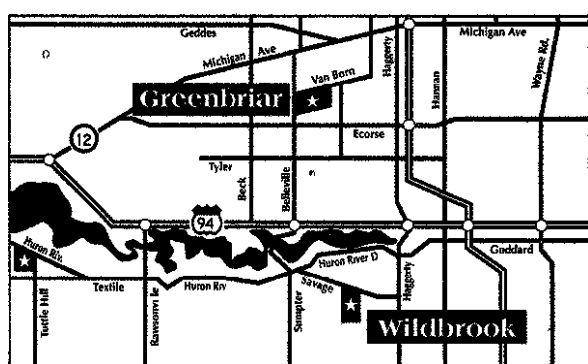 Geddes
Michigan Ave
Michigan Ave
Haggerty
Wayne Rd.
Hannan
Van Born
Greenbriar
Ecorse
12
Tyler
Beck
Belleville
94
Huron Riv.
Goddard
Huron River D
Textile
Huron Riv
Savage
Haggerty
Tuttle Hill
Rawsonville
Sumpter
Wildbrook